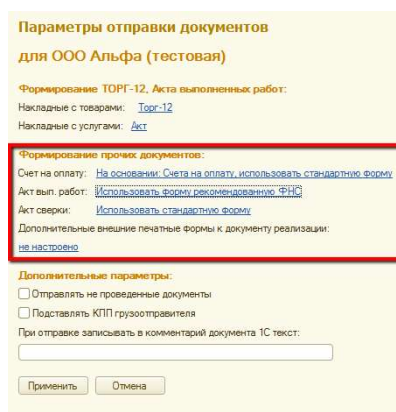 Параметры отправки документов
для ООО Альфа (тестовая)
Формирование ТОРГ-12, Акта выполненных работ:
Накладные с товарами: Торг-12
Накладные с услугами: Акт
Формирование прочих документов:
Счет на оплату: На основании: Счета на оплату, использовать стандартную форму
Акт вып. работ: Использовать форму рекомендованную ФНС
Акт сверки: Использовать стандартную форму
Дополнительные внешние печатные формы к документу реализации:
не настроено
Дополнительные параметры:
Отправлять не проведенные документы
Подставлять КПП грузоотправителя
При отправке записывать в комментарий документа 1С текст:
Применить Отмена